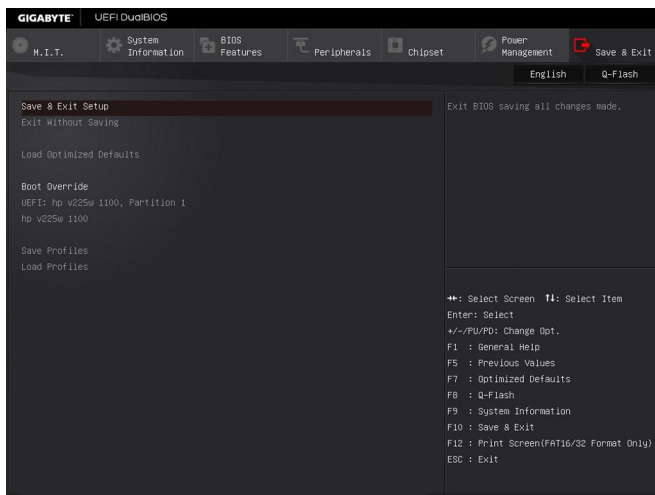 GIGABYTE™ UEFI DualBIOS
M.I.T.
System Information
BIOS Features
Peripherals
Chipset
Power Management
Save & Exit
English
Q-Flash
Save & Exit Setup
Exit Without Saving
Load Optimized Defaults
Boot Override
UEFI: hp v225w 1100, Partition 1
hp v225w 1100
Save Profiles
Load Profiles
Exit BIOS saving all changes made.
→←: Select Screen ↑↓: Select Item
Enter: Select
+/-/PU/PD: Change Opt.
F1 : General Help
F5 : Previous Values
F7 : Optimized Defaults
F8 : Q-Flash
F9 : System Information
F10 : Save & Exit
F12 : Print Screen(FAT16/32 Format Only)
ESC : Exit